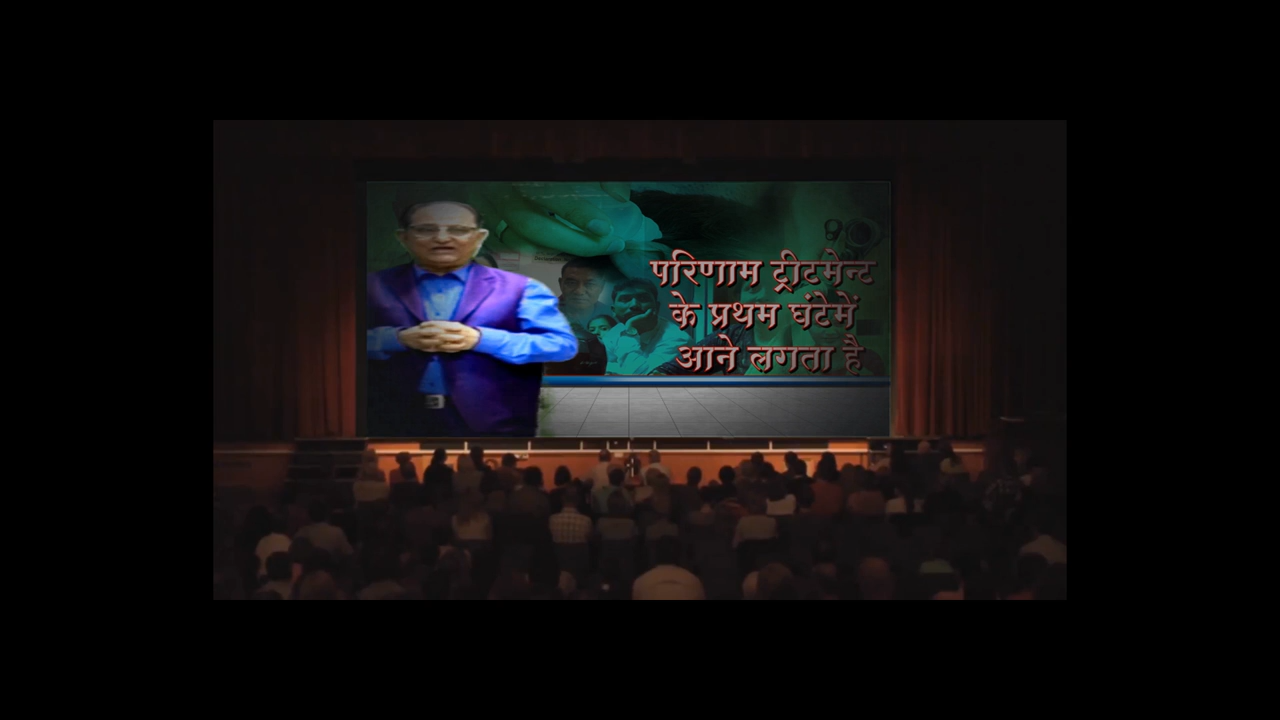 परिणाम ट्रीटमेन्ट
के प्रथम घंटेमें
आने लगता है